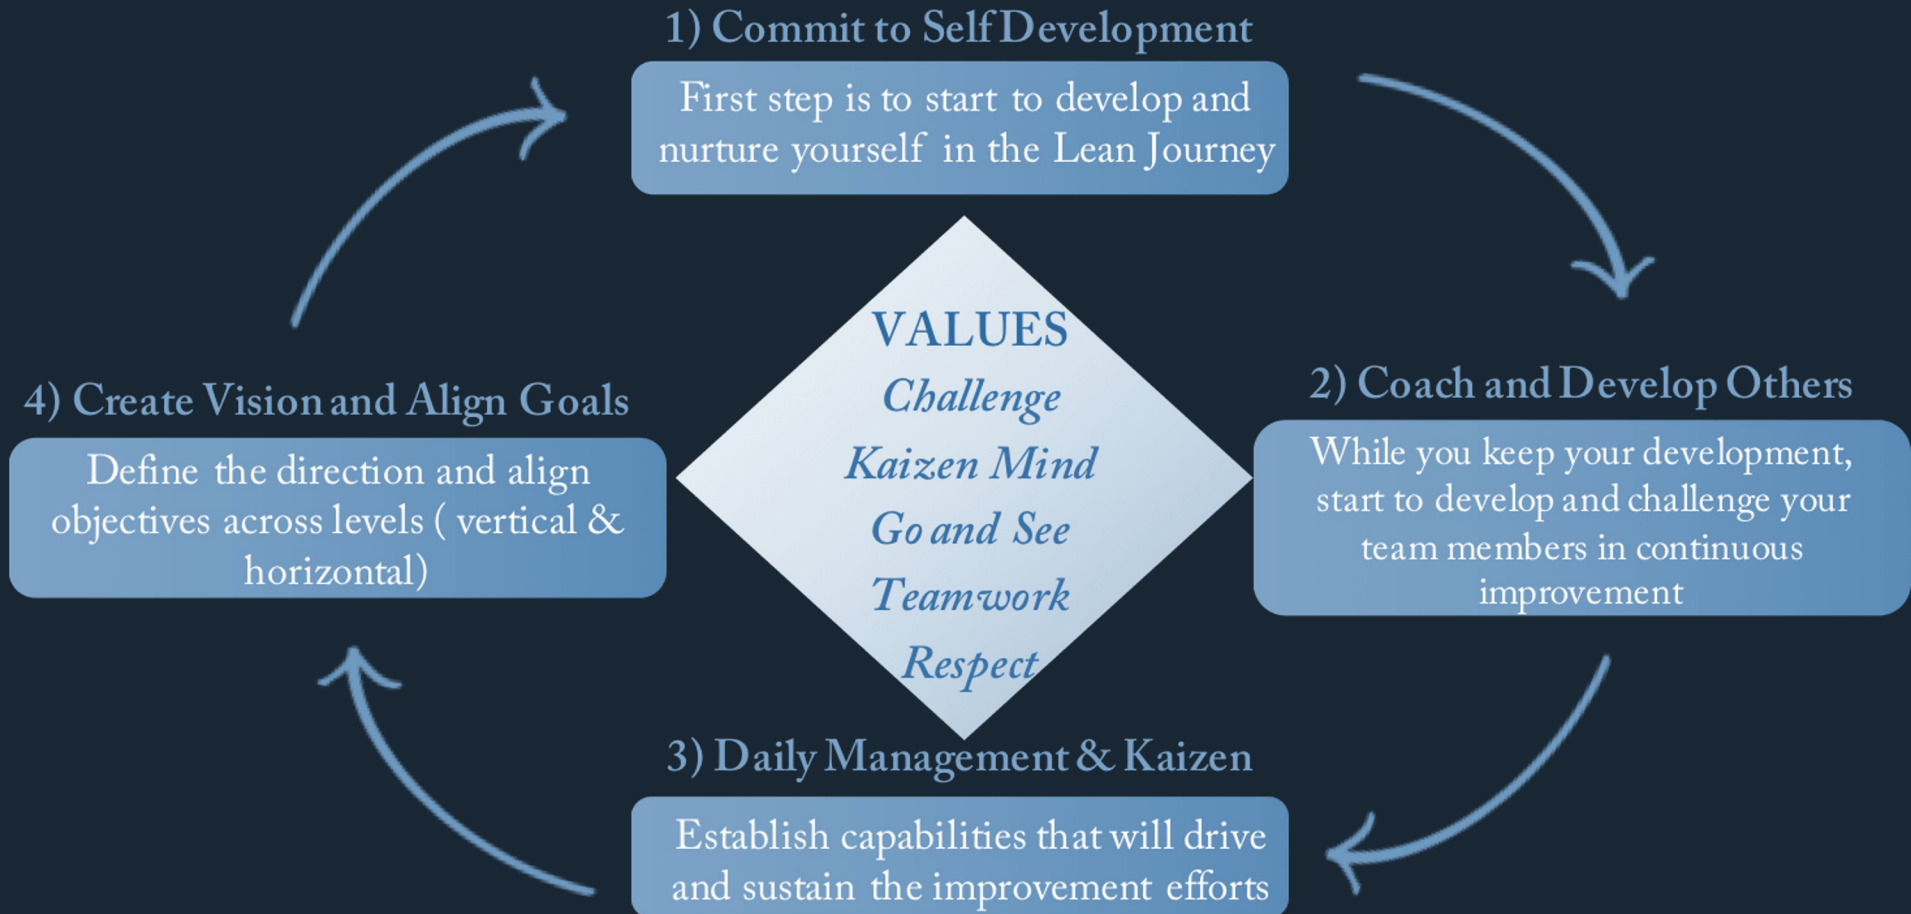 1) Commit to Self Development
First step is to start to develop and
nurture yourself in the Lean Journey
VALUES
Challenge
Kaizen Mind
Go and See
Teamwork
Respect
2) Coach and Develop Others
While you keep your development,
start to develop and challenge your
team members in continuous
improvement
3) Daily Management & Kaizen
Establish capabilities that will drive
and sustain the improvement efforts
4) Create Vision and Align Goals
Define the direction and align
objectives across levels ( vertical &
horizontal)